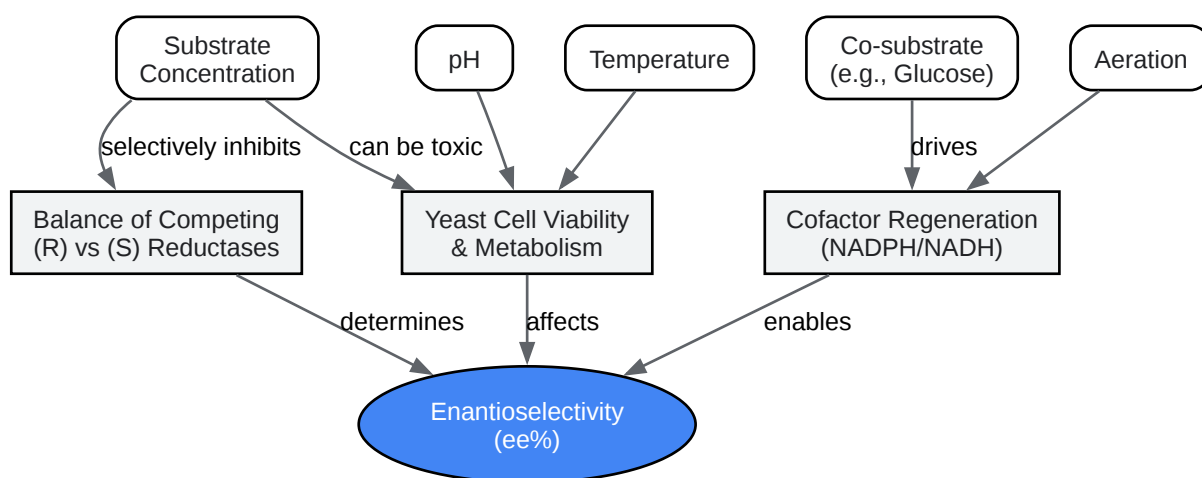 Substrate
Concentration
pH
Temperature
Co-substrate
(e.g., Glucose)
Aeration
selectively inhibits
can be toxic
drives
Balance of Competing
(R) vs (S) Reductases
Yeast Cell Viability
& Metabolism
Cofactor Regeneration
(NADPH/NADH)
determines
affects
enables
Enantioselectivity
(ee%)